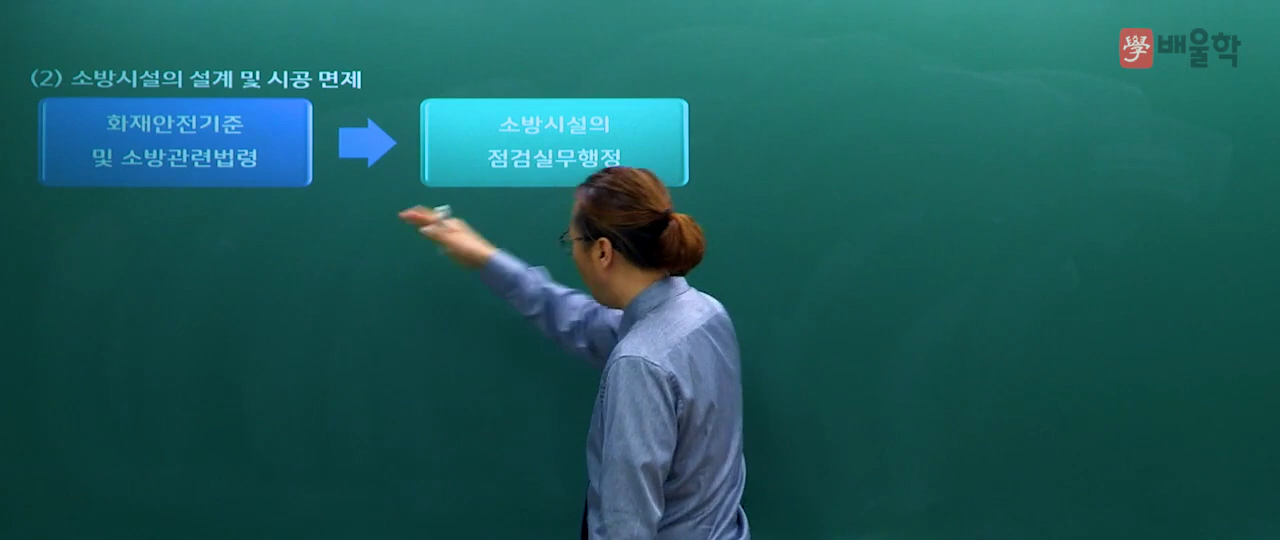 學 배울학
(2) 소방시설의 설계 및 시공 면제
화재안전기준
및 소방관련법령
소방시설의
점검실무행정